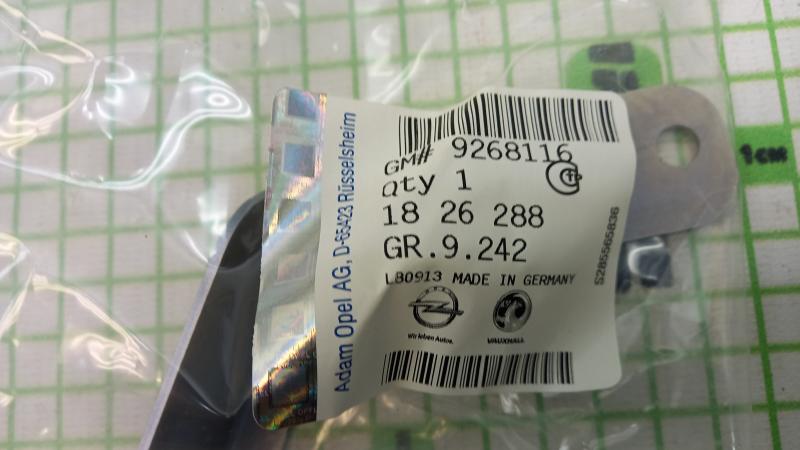 Adam Opel AG, D-65423 Rüsselsheim
GM# 9268116
Qty 1
18 26 288
GR.9.242
L80913 MADE IN GERMANY
Wir leben Autos.
VAUXHALL
S285565836
1см